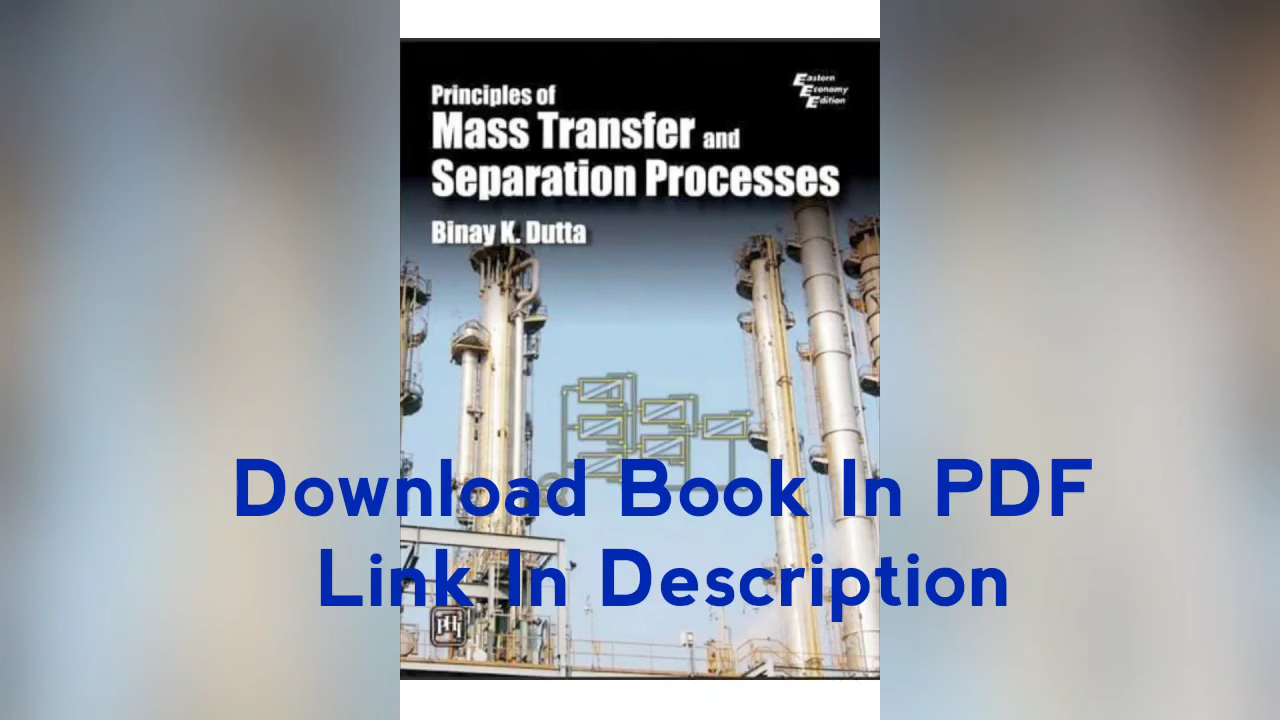 Eastern
Economy
Edition
Principles of
Mass Transfer and
Separation Processes
Binay K. Dutta
Download Book In PDF
Link In Description
PHI